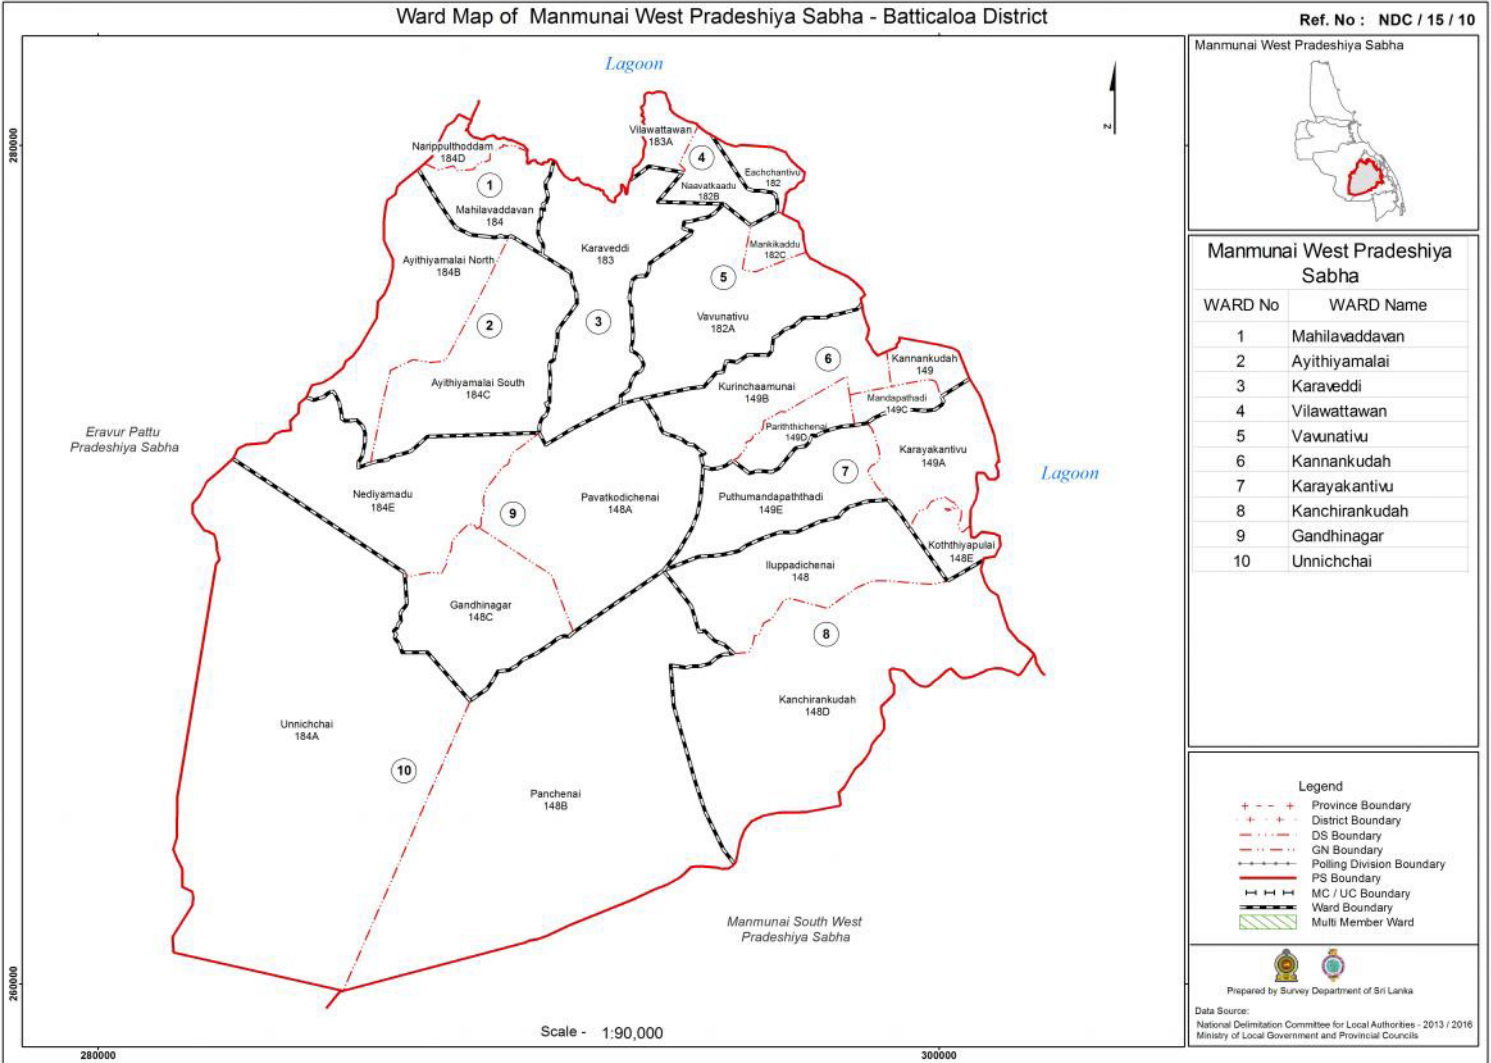 Ward Map of Manmunai West Pradeshiya Sabha - Batticaloa District
Ref. No : NDC / 15 / 10
Lagoon
N
280000
Vilawattawan
183A
Narippulthoddam
184D
4
Eachchantivu
182
1
Naavatkaadu
182B
Mahilavaddavan
184
Karaveddi
183
Mankikaddu
182C
Ayithiyamalai North
184B
5
2
3
Vavunativu
182A
6
Kannankudah
149
Ayithiyamalai South
184C
Kurinchaamunai
149B
Mandapathadi
149C
Pariththichenai
149D
Eravur Pattu
Pradeshiya Sabha
Karayakantivu
149A
Lagoon
7
Nediyamadu
184E
Pavatkodichenai
148A
Puthumandapaththadi
149E
9
Koththiyapulai
148E
Iluppadichenai
148
Gandhinagar
148C
8
Kanchirankudah
148D
Unnichchai
184A
10
Panchenai
148B
Manmunai South West
Pradeshiya Sabha
260000
Scale - 1:90,000
280000
300000
Manmunai West Pradeshiya Sabha
Manmunai West Pradeshiya
Sabha
WARD No WARD Name
1 Mahilavaddavan
2 Ayithiyamalai
3 Karaveddi
4 Vilawattawan
5 Vavunativu
6 Kannankudah
7 Karayakantivu
8 Kanchirankudah
9 Gandhinagar
10 Unnichchai
Legend
Province Boundary
District Boundary
DS Boundary
GN Boundary
Polling Division Boundary
PS Boundary
MC / UC Boundary
Ward Boundary
Multi Member Ward
Prepared by Survey Department of Sri Lanka
Data Source:
National Delimitation Committee for Local Authorities - 2013 / 2016
Ministry of Local Government and Provincial Councils